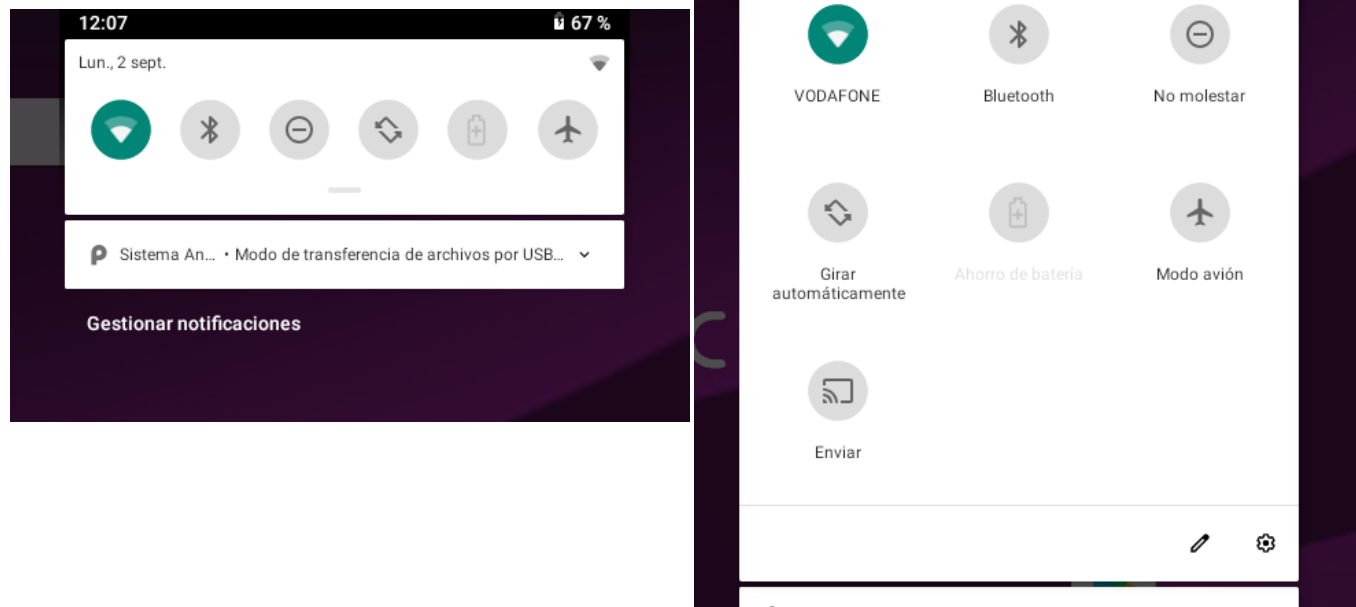 12:07 67 %
Lun., 2 sept.
Sistema An... • Modo de transferencia de archivos por USB...
Gestionar notificaciones
VODAFONE
Bluetooth
No molestar
Girar
automáticamente
Ahorro de batería
Modo avión
Enviar